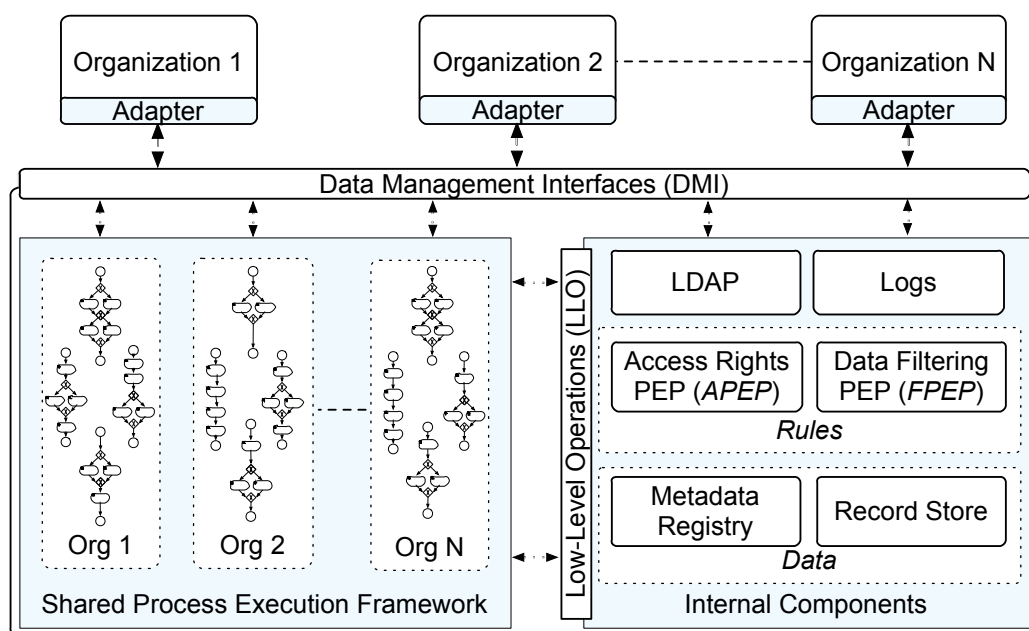 Organization 1
Adapter
Organization 2
Adapter
Organization N
Adapter
Data Management Interfaces (DMI)
Org 1
Org 2
Org N
Shared Process Execution Framework
Low-Level Operations (LLO)
LDAP
Logs
Access Rights
PEP (APEP)
Data Filtering
PEP (FPEP)
Rules
Metadata
Registry
Record Store
Data
Internal Components